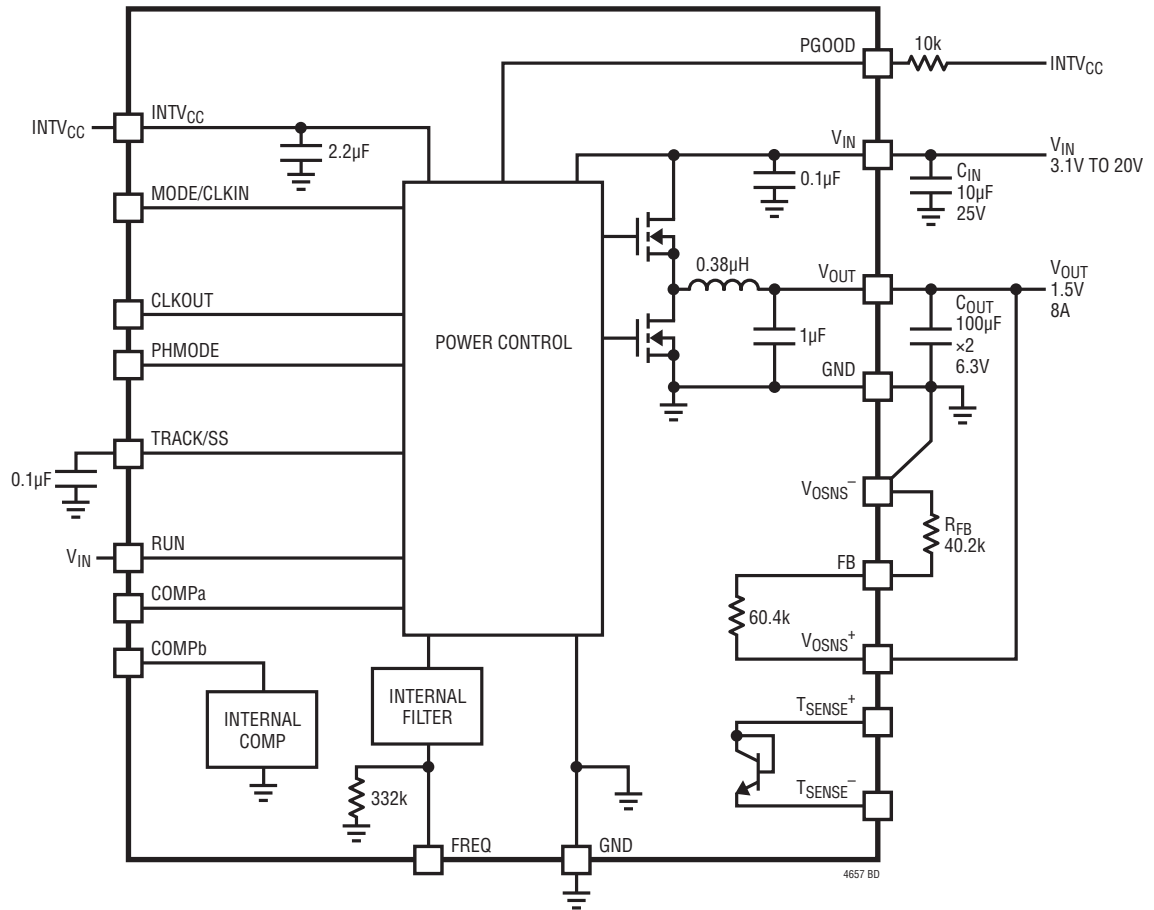 PGOOD
10k
INTVCC
INTVCC
INTVCC
2.2µF
VIN
VIN
3.1V TO 20V
0.1µF
CIN
10µF
25V
MODE/CLKIN
0.38µH
VOUT
VOUT
1.5V
8A
CLKOUT
COUT
100µF
×2
6.3V
1µF
POWER CONTROL
PHMODE
GND
TRACK/SS
0.1µF
VOSNS–
RFB
40.2k
VIN
RUN
FB
COMPa
60.4k
COMPb
VOSNS+
INTERNAL
COMP
INTERNAL
FILTER
TSENSE+
332k
TSENSE–
FREQ
GND
4657 BD